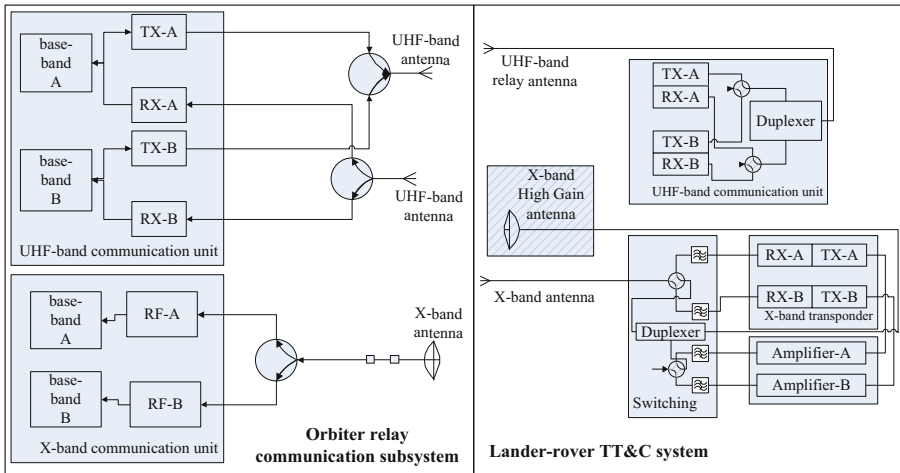 base-
band
A
TX-A
RX-A
base-
band
B
TX-B
RX-B
UHF-band communication unit
UHF-band
antenna
UHF-band
antenna
base-
band
A
RF-A
base-
band
B
RF-B
X-band communication unit
X-band
antenna
Orbiter relay
communication subsystem
UHF-band
relay antenna
TX-A
RX-A
TX-B
RX-B
Duplexer
UHF-band communication unit
X-band
High Gain
antenna
X-band antenna
Duplexer
Switching
RX-A
TX-A
RX-B
TX-B
X-band transponder
Amplifier-A
Amplifier-B
Lander-rover TT&C system